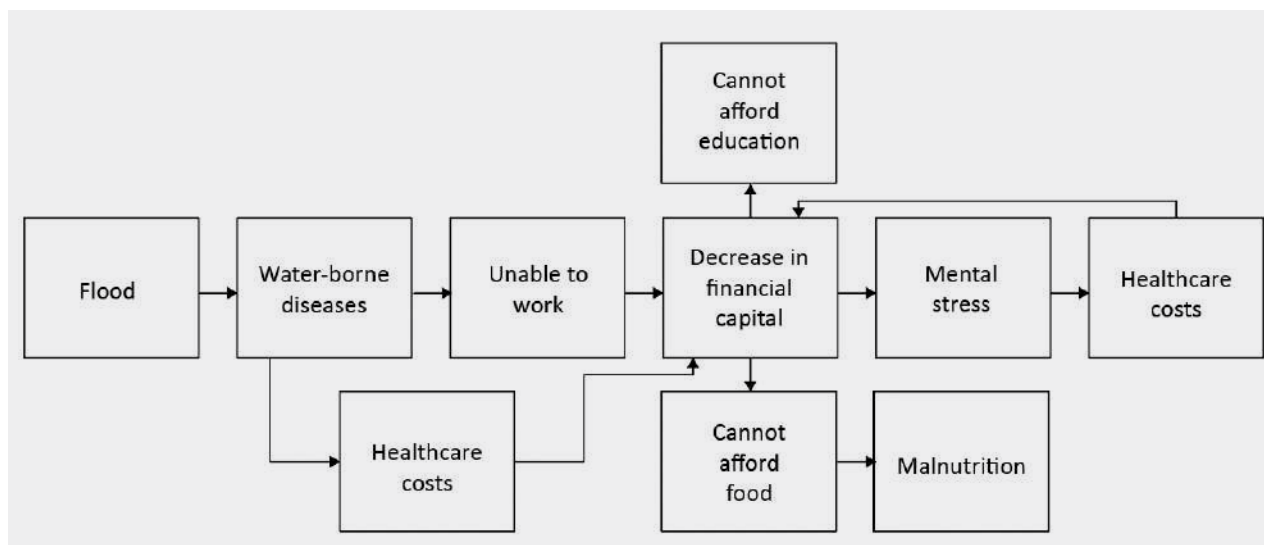 Cannot
afford
education
Flood
Water-borne
diseases
Unable to
work
Decrease in
financial
capital
Mental
stress
Healthcare
costs
Healthcare
costs
Cannot
afford
food
Malnutrition